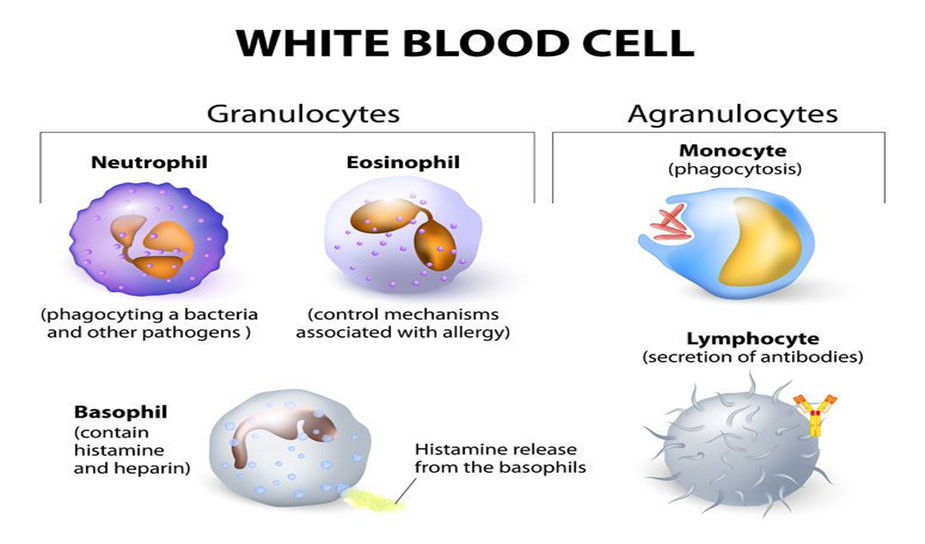 WHITE BLOOD CELL
Granulocytes
Neutrophil
(phagocyting a bacteria
and other pathogens )
Eosinophil
(control mechanisms
associated with allergy)
Basophil
(contain
histamine
and heparin)
Histamine release
from the basophils
Agranulocytes
Monocyte
(phagocytosis)
Lymphocyte
(secretion of antibodies)